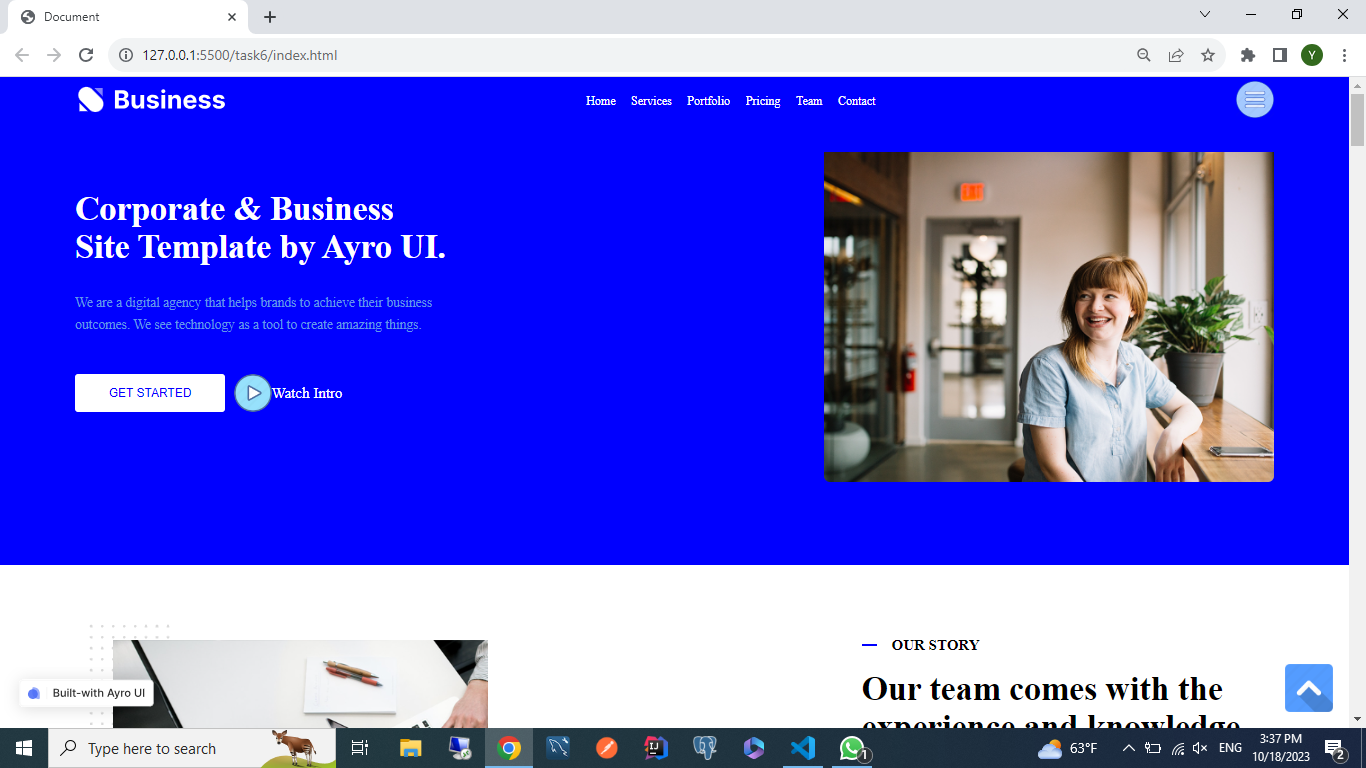 Document
127.0.0.1:5500/task6/index.html
Y
Business
Home Services Portfolio Pricing Team Contact
Corporate & Business
Site Template by Ayro UI.
We are a digital agency that helps brands to achieve their business
outcomes. We see technology as a tool to create amazing things.
GET STARTED
Watch Intro
OUR STORY
Our team comes with the
experience and knowledge
Built-with Ayro UI
Type here to search
1
63°F
ENG
3:37 PM
10/18/2023
2